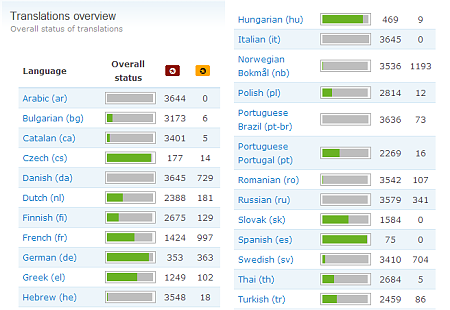 Translations overview
Overall status of translations
Language Overall status
Arabic (ar) 3644 0
Bulgarian (bg) 3173 6
Catalan (ca) 3401 5
Czech (cs) 177 14
Danish (da) 3645 729
Dutch (nl) 2388 181
Finnish (fi) 2675 129
French (fr) 1424 997
German (de) 353 363
Greek (el) 1249 102
Hebrew (he) 3548 18
Hungarian (hu) 469 9
Italian (it) 3645 0
Norwegian
Bokmål (nb) 3536 1193
Polish (pl) 2814 12
Portuguese
Brazil (pt-br) 3636 73
Portuguese
Portugal (pt) 2269 16
Romanian (ro) 3542 107
Russian (ru) 3579 341
Slovak (sk) 1584 0
Spanish (es) 75 0
Swedish (sv) 3410 704
Thai (th) 2684 5
Turkish (tr) 2459 86